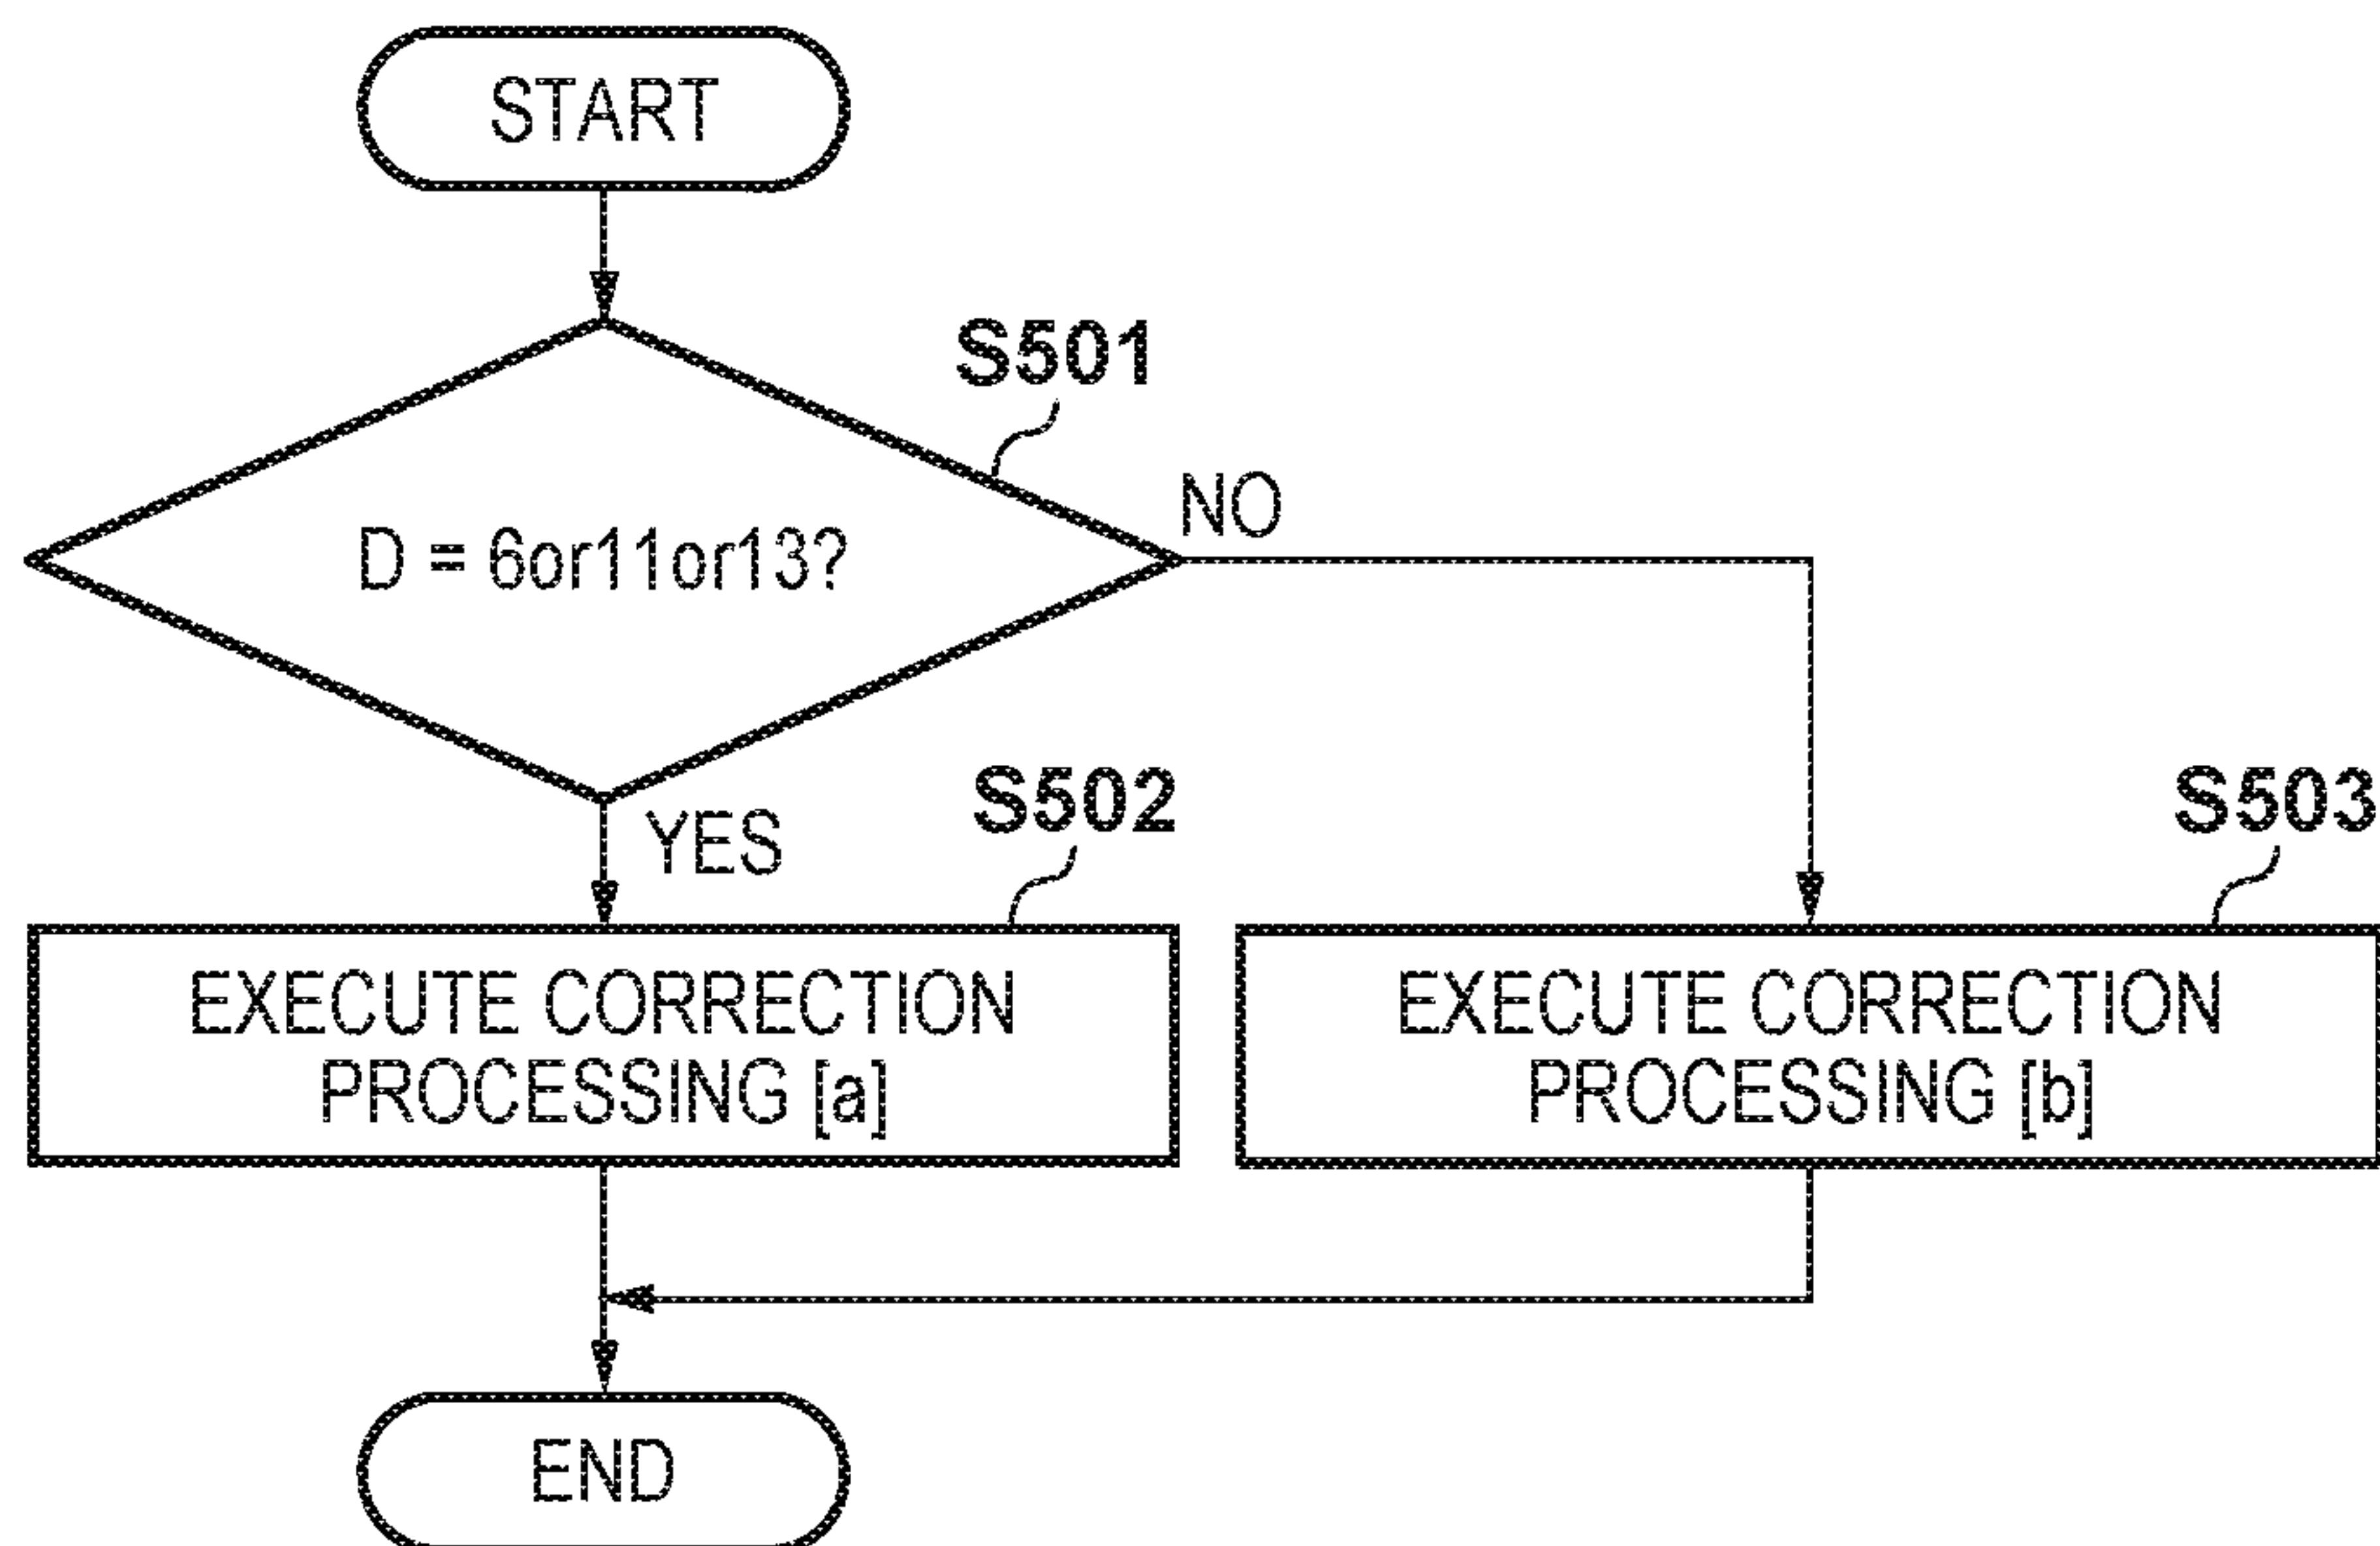 START
S501
D = 6or11or13?
NO
YES
S502
S503
EXECUTE CORRECTION
PROCESSING [a]
EXECUTE CORRECTION
PROCESSING [b]
END